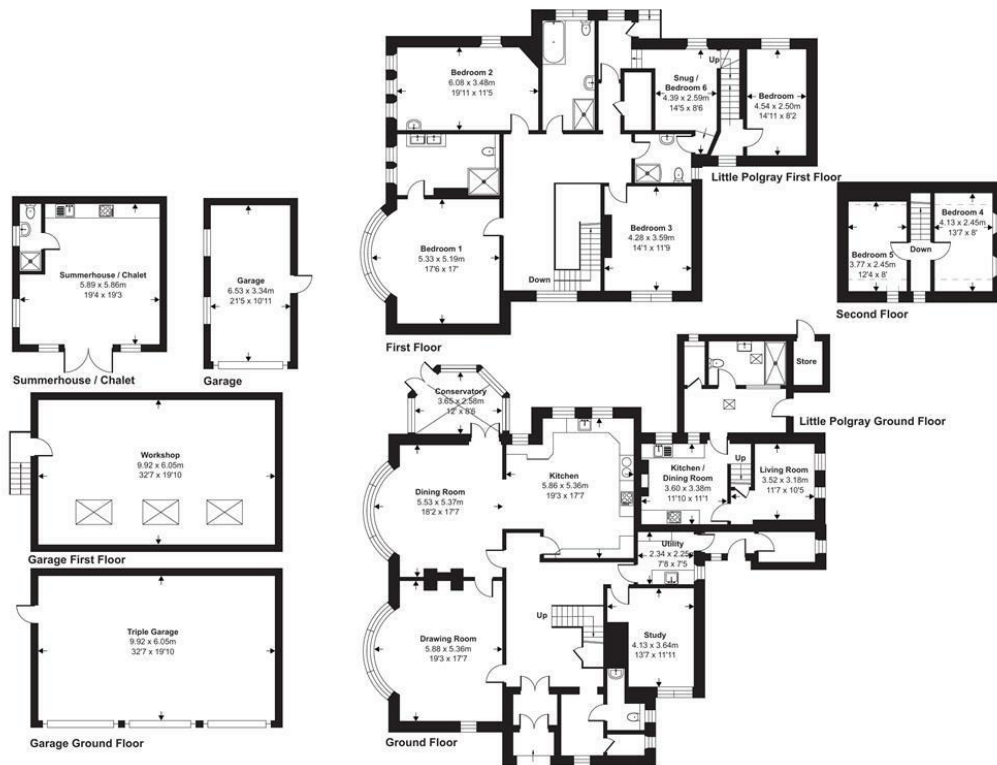 Bedroom 2
6.08 x 3.48m
19'11 x 11'5
Up
Snug /
Bedroom 6
4.39 x 2.59m
14'5 x 8'6
Bedroom
4.54 x 2.50m
14'11 x 8'2
Little Polgray First Floor
Bedroom 1
5.33 x 5.19m
17'6 x 17'
Down
Bedroom 3
4.28 x 3.59m
14'1 x 11'9
First Floor
Bedroom 4
4.13 x 2.45m
13'7 x 8'
Down
Bedroom 5
3.77 x 2.45m
12'4 x 8'
Second Floor
Summerhouse / Chalet
5.89 x 5.86m
19'4 x 19'3
Summerhouse / Chalet
Garage
6.53 x 3.34m
21'5 x 10'11
Garage
Workshop
9.92 x 6.05m
32'7 x 19'10
Garage First Floor
Triple Garage
9.92 x 6.05m
32'7 x 19'10
Garage Ground Floor
Conservatory
3.65 x 2.58m
12' x 8'6
Store
Little Polgray Ground Floor
Dining Room
5.53 x 5.37m
18'2 x 17'7
Kitchen
5.86 x 5.36m
19'3 x 17'7
Kitchen /
Dining Room
3.60 x 3.38m
11'10 x 11'1
Up
Living Room
3.52 x 3.18m
11'7 x 10'5
Utility
2.34 x 2.25m
7'8 x 7'5
Drawing Room
5.88 x 5.36m
19'3 x 17'7
Up
Study
4.13 x 3.64m
13'7 x 11'11
Ground Floor